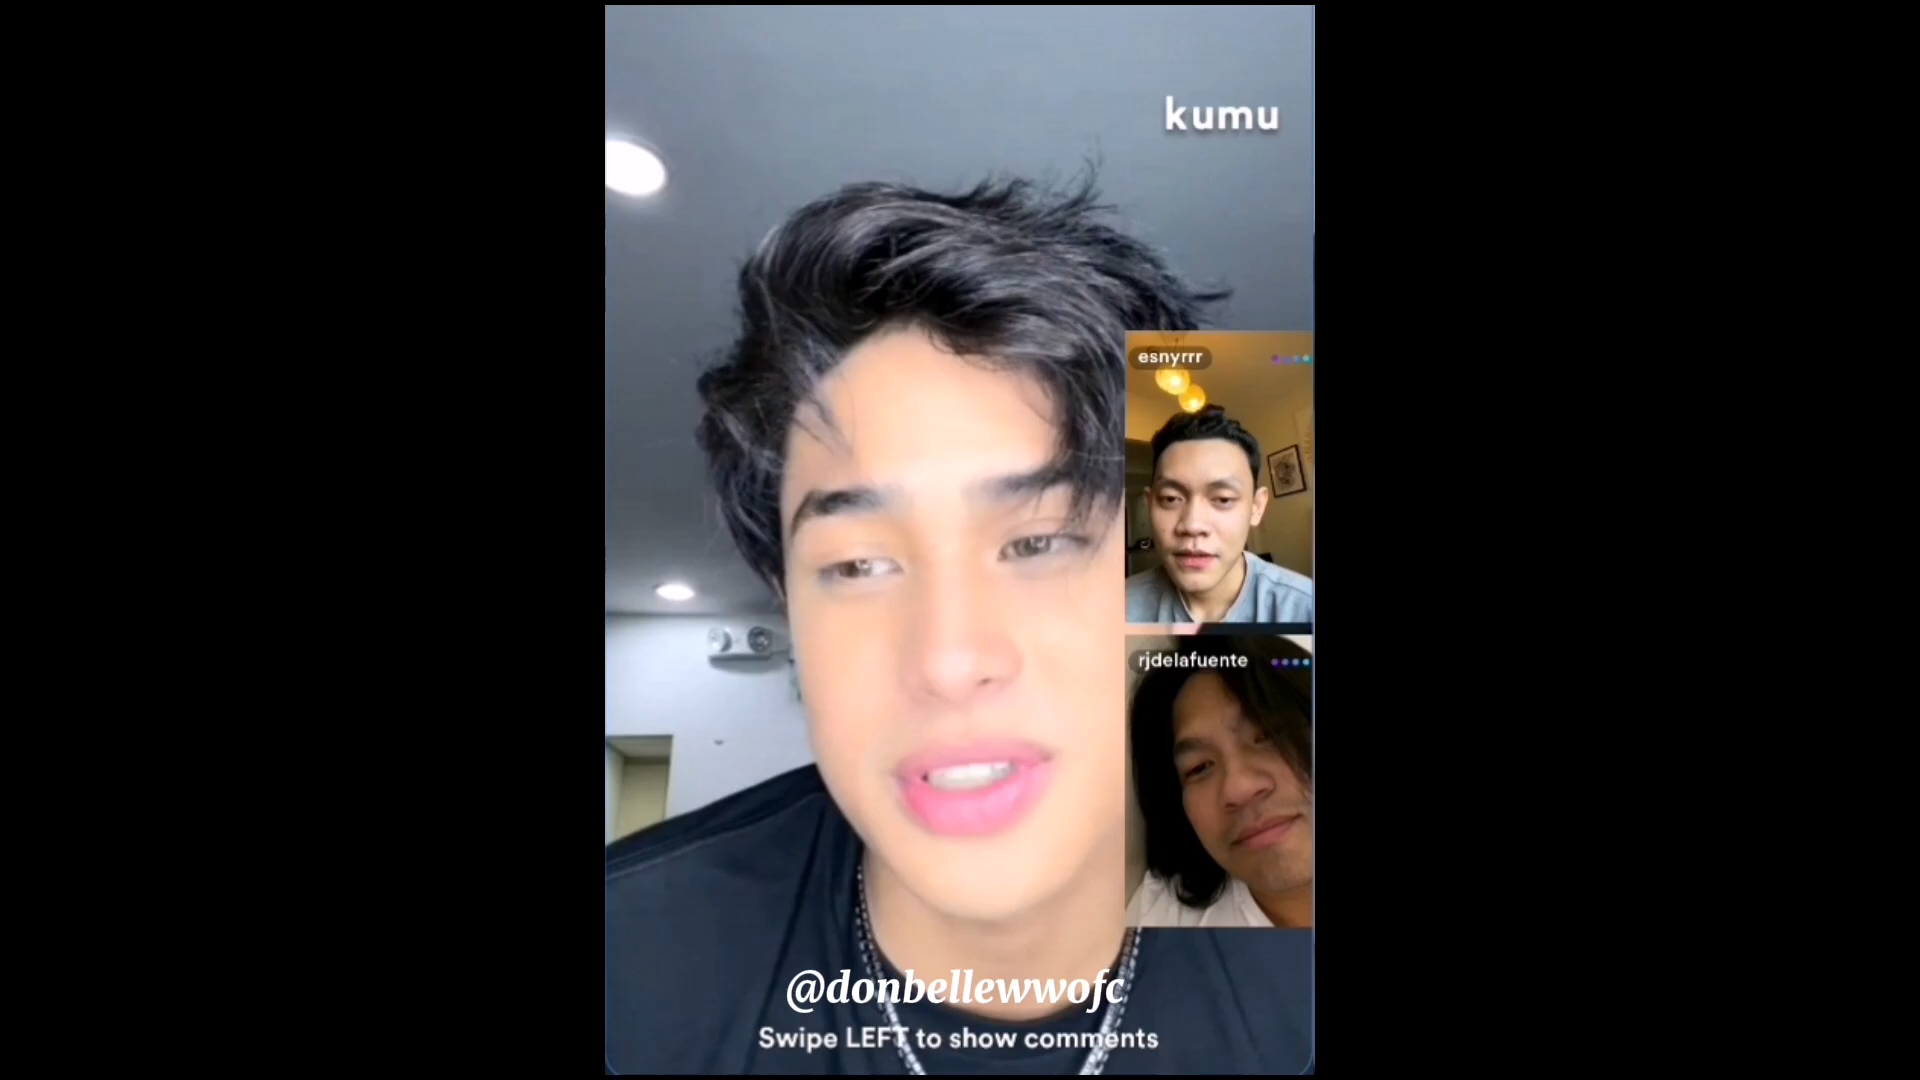 kumu
esnyrrr
rjdelafuente
@donbellewwofc
Swipe LEFT to show comments